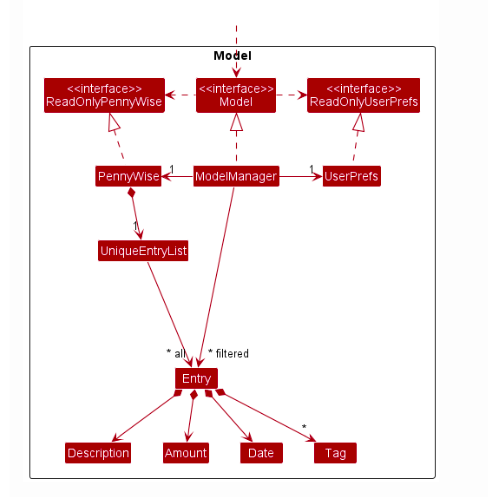 Model
<<interface>>
ReadOnlyPennyWise
<<interface>>
Model
<<interface>>
ReadOnlyUserPrefs
PennyWise
1
ModelManager
1
UserPrefs
1
UniqueEntryList
* all
* filtered
Entry
*
Description
Amount
Date
Tag